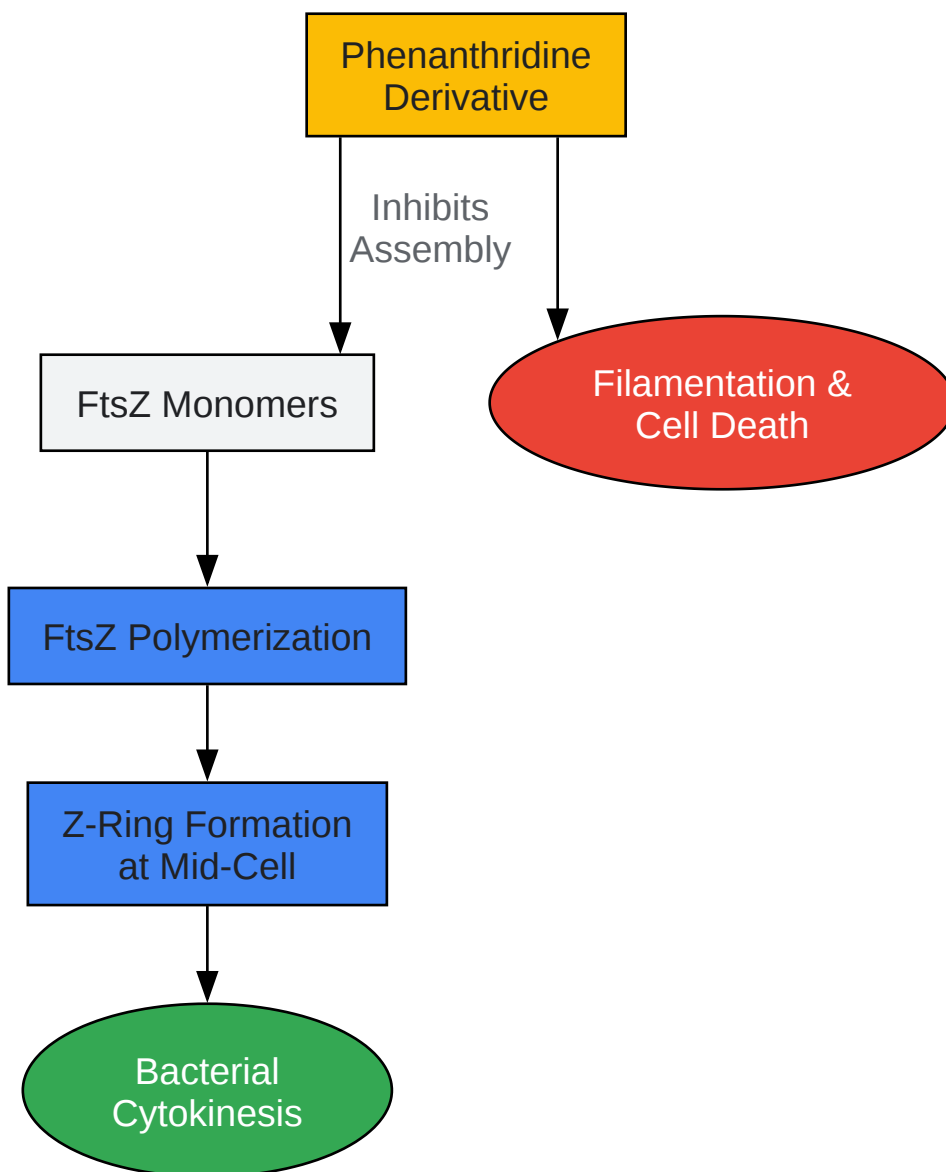 Phenanthridine
Derivative
Inhibits
Assembly
FtsZ Monomers
Filamentation &
Cell Death
FtsZ Polymerization
Z-Ring Formation
at Mid-Cell
Bacterial
Cytokinesis